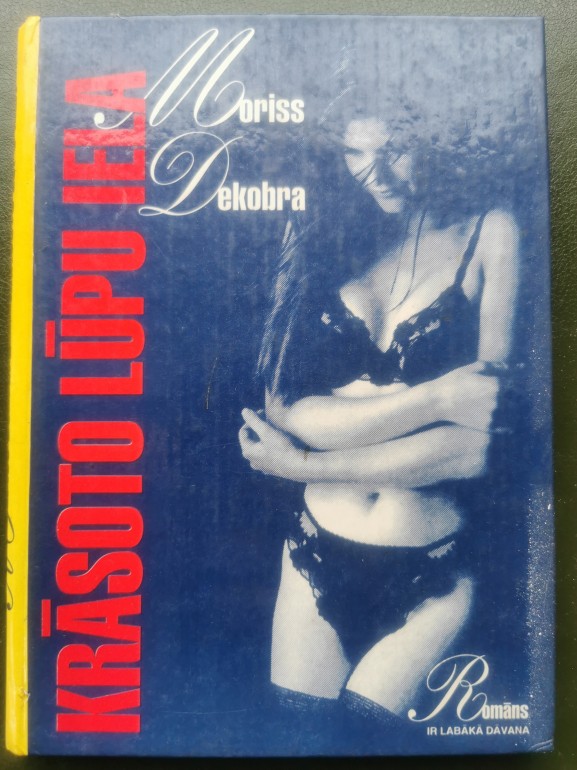 Moriss
Dekobra
KRĀSOTO LŪPU IELA
Romāns
IR LABĀKĀ DĀVANA